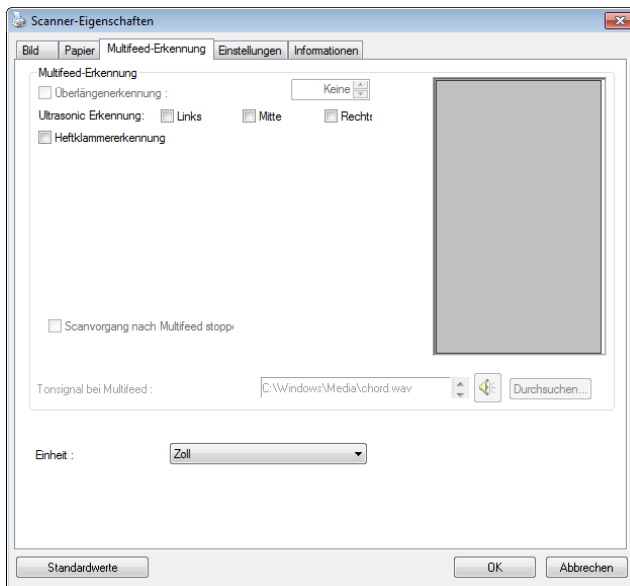 Scanner-Eigenschaften
Bild Papier Multifeed-Erkennung Einstellungen Informationen
Multifeed-Erkennung
Überlängenerkennung : Keine
Ultrasonic Erkennung: Links Mitte Rechts
Heftklammererkennung
Scanvorgang nach Multifeed stoppe
Tonsignal bei Multifeed : C:\Windows\Media\chord.wav Durchsuchen...
Einheit : Zoll
Standardwerte OK Abbrechen